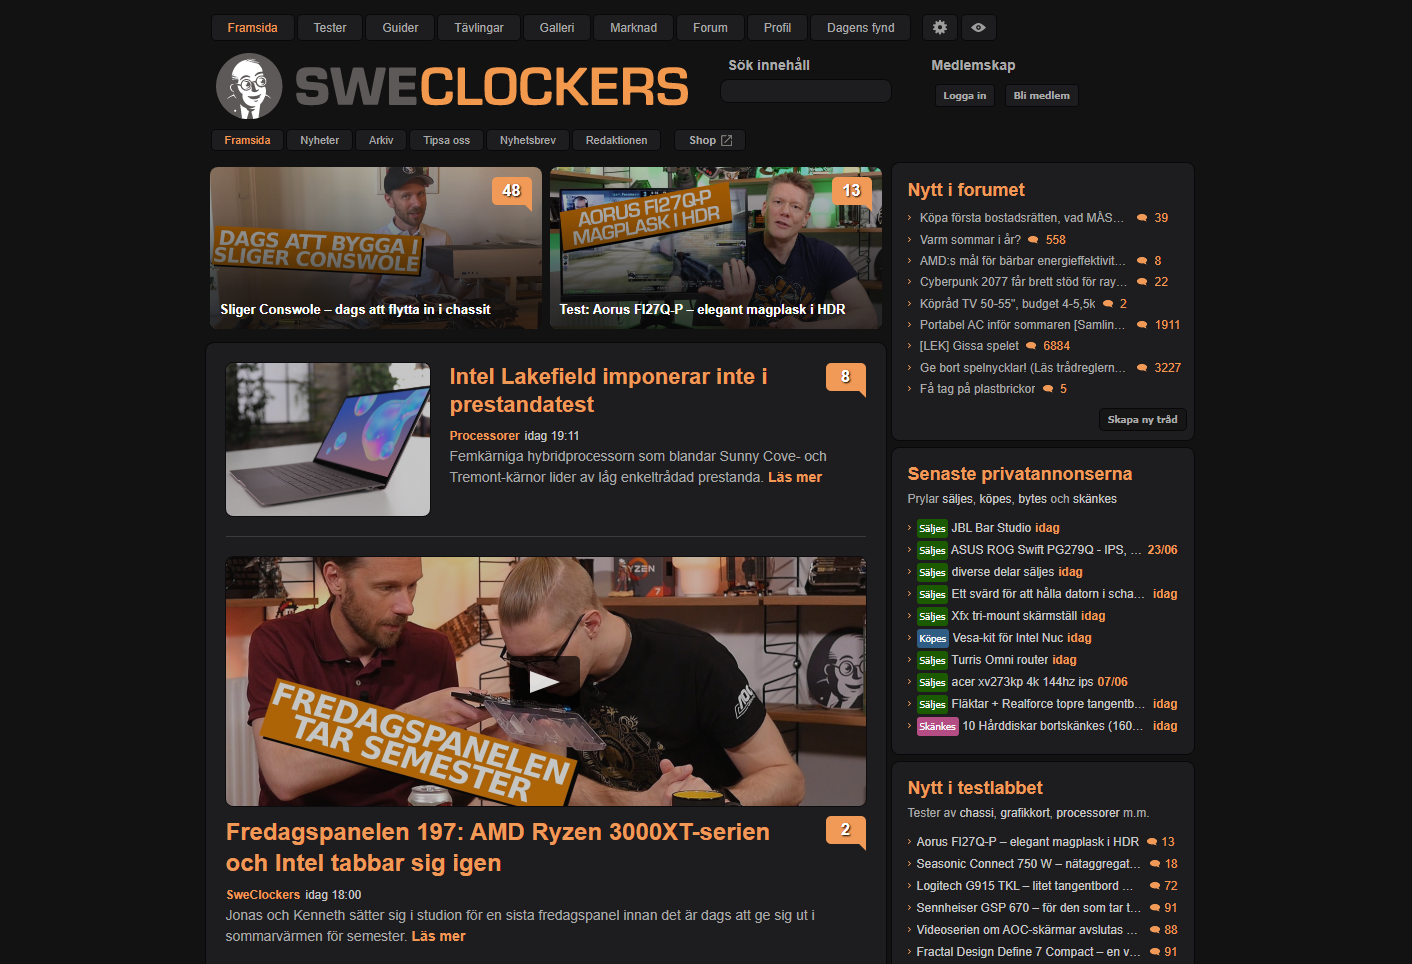 Framsida Tester Guider Tävlingar Galleri Marknad Forum Profil Dagens fynd
SWECLOCKERS
Sök innehåll
Medlemskap
Logga in Bli medlem
Framsida Nyheter Arkiv Tipsa oss Nyhetsbrev Redaktionen Shop
48
DAGS ATT BYGGA I
SLIGER CONSWOLE
Sliger Conswole – dags att flytta in i chassit
13
AORUS FI27Q-P
MAGPLASK I HDR
Test: Aorus FI27Q-P – elegant magplask i HDR
Intel Lakefield imponerar inte i
prestandatest
8
Processorer idag 19:11
Femkärniga hybridprocessorn som blandar Sunny Cove- och
Tremont-kärnor lider av låg enkeltrådad prestanda. Läs mer
RYZEN
7
FREDAGSPANELEN
TAR SEMESTER
Fredagspanelen 197: AMD Ryzen 3000XT-serien
och Intel tabbar sig igen
2
SweClockers idag 18:00
Jonas och Kenneth sätter sig i studion för en sista fredagspanel innan det är dags att ge sig ut i
sommarvärmen för semester. Läs mer
Nytt i forumet
Köpa första bostadsrätten, vad MÅS... 39
Varm sommar i år? 558
AMD:s mål för bärbar energieffektivit... 8
Cyberpunk 2077 får brett stöd för ray... 22
Köpråd TV 50-55", budget 4-5,5k 2
Portabel AC inför sommaren [Samlin... 1911
[LEK] Gissa spelet 6884
Ge bort spelnycklar! (Läs trådreglern... 3227
Få tag på plastbrickor 5
Skapa ny tråd
Senaste privatannonserna
Prylar säljes, köpes, bytes och skänkes
Säljes JBL Bar Studio idag
Säljes ASUS ROG Swift PG279Q - IPS, ... 23/06
Säljes diverse delar säljes idag
Säljes Ett svärd för att hålla datorn i scha... idag
Säljes Xfx tri-mount skärmställ idag
Köpes Vesa-kit för Intel Nuc idag
Säljes Turris Omni router idag
Säljes acer xv273kp 4k 144hz ips 07/06
Säljes Fläktar + Realforce topre tangentb... idag
Skänkes 10 Hårddiskar bortskänkes (160... idag
Nytt i testlabbet
Tester av chassi, grafikkort, processorer m.m.
Aorus FI27Q-P – elegant magplask i HDR 13
Seasonic Connect 750 W – nätaggregat... 18
Logitech G915 TKL – litet tangentbord ... 72
Sennheiser GSP 670 – för den som tar t... 91
Videoserien om AOC-skärmar avslutas ... 88
Fractal Design Define 7 Compact – en v... 91